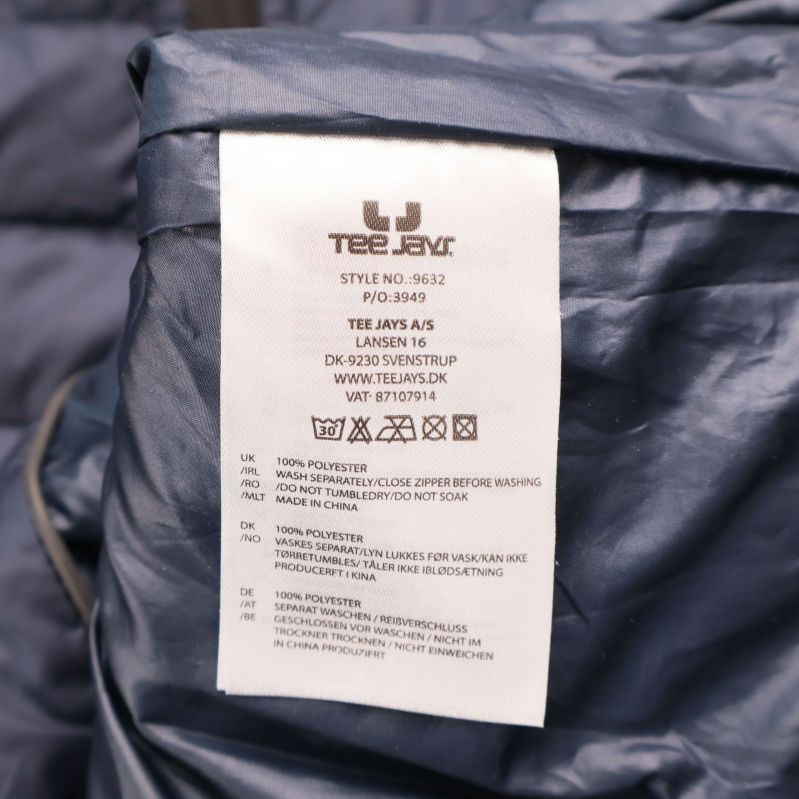 TEE JAYS
STYLE NO.:9632
P/O:3949
TEE JAYS A/S
LANSEN 16
DK-9230 SVENSTRUP
WWW.TEEJAYS.DK
VAT· 87107914
30
UK 100% POLYESTER
/IRL WASH SEPARATELY/CLOSE ZIPPER BEFORE WASHING
/RO /DO NOT TUMBLEDRY/DO NOT SOAK
/MLT MADE IN CHINA
DK 100% POLYESTER
/NO VASKES SEPARAT/LYN LUKKES FØR VASK/KAN IKKE
TØRRETUMBLES/ TÅLER IKKE IBLØDSÆTNING
PRODUCERFT I KINA
DE 100% POLYESTER
/AT SEPARAT WASCHEN / REIßVERSCHLUSS
/BE GESCHLOSSEN VOR WASCHEN / NICHT IM
TROCKNER TROCKNEN / NICHT EINWEICHEN
IN CHINA PRODUZIFRT